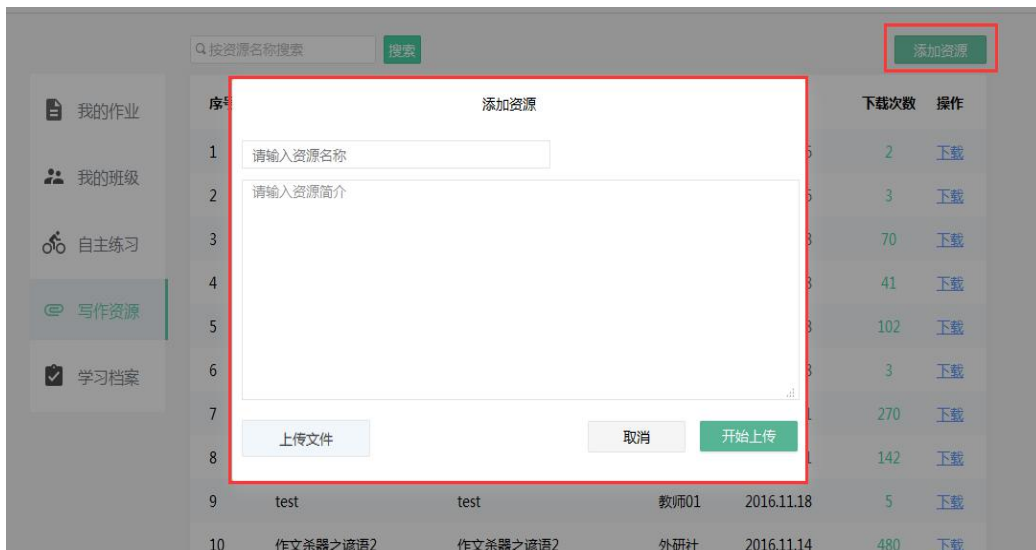 按资源名称搜索 搜索 添加资源
我的作业
我的班级
自主练习
写作资源
学习档案
序号 下载次数 操作
添加资源
请输入资源名称
请输入资源简介
上传文件 取消 开始上传
1 2 下载
2 3 下载
3 70 下载
4 41 下载
5 102 下载
6 3 下载
7 270 下载
8 142 下载
9 test test 教师01 2016.11.18 5 下载
10 作文杀器之谚语2 作文杀器之谚语2 外研社 2016.11.14 480 下载